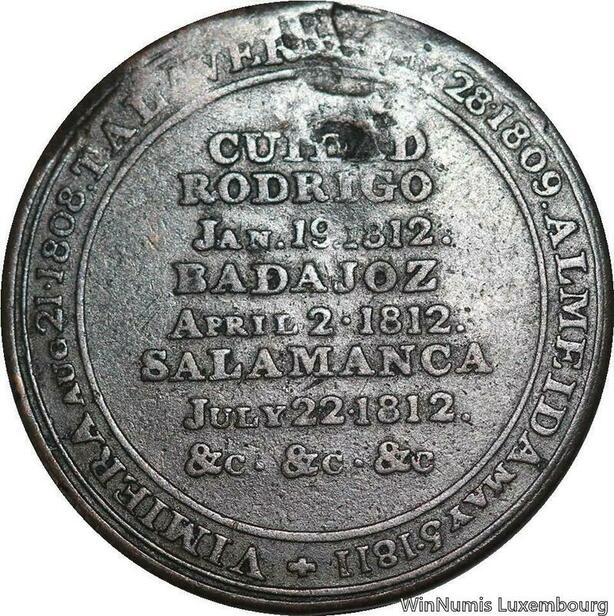 VIMIERA AUG. 21·1808. 28·1809. ALMEIDA MAY 5·1811 +
RODRIGO
JAN. 19 1812.
BADAJOZ
APRIL 2·1812.
SALAMANCA
JULY 22·1812.
&C · &C · &C
WinNumis Luxembourg